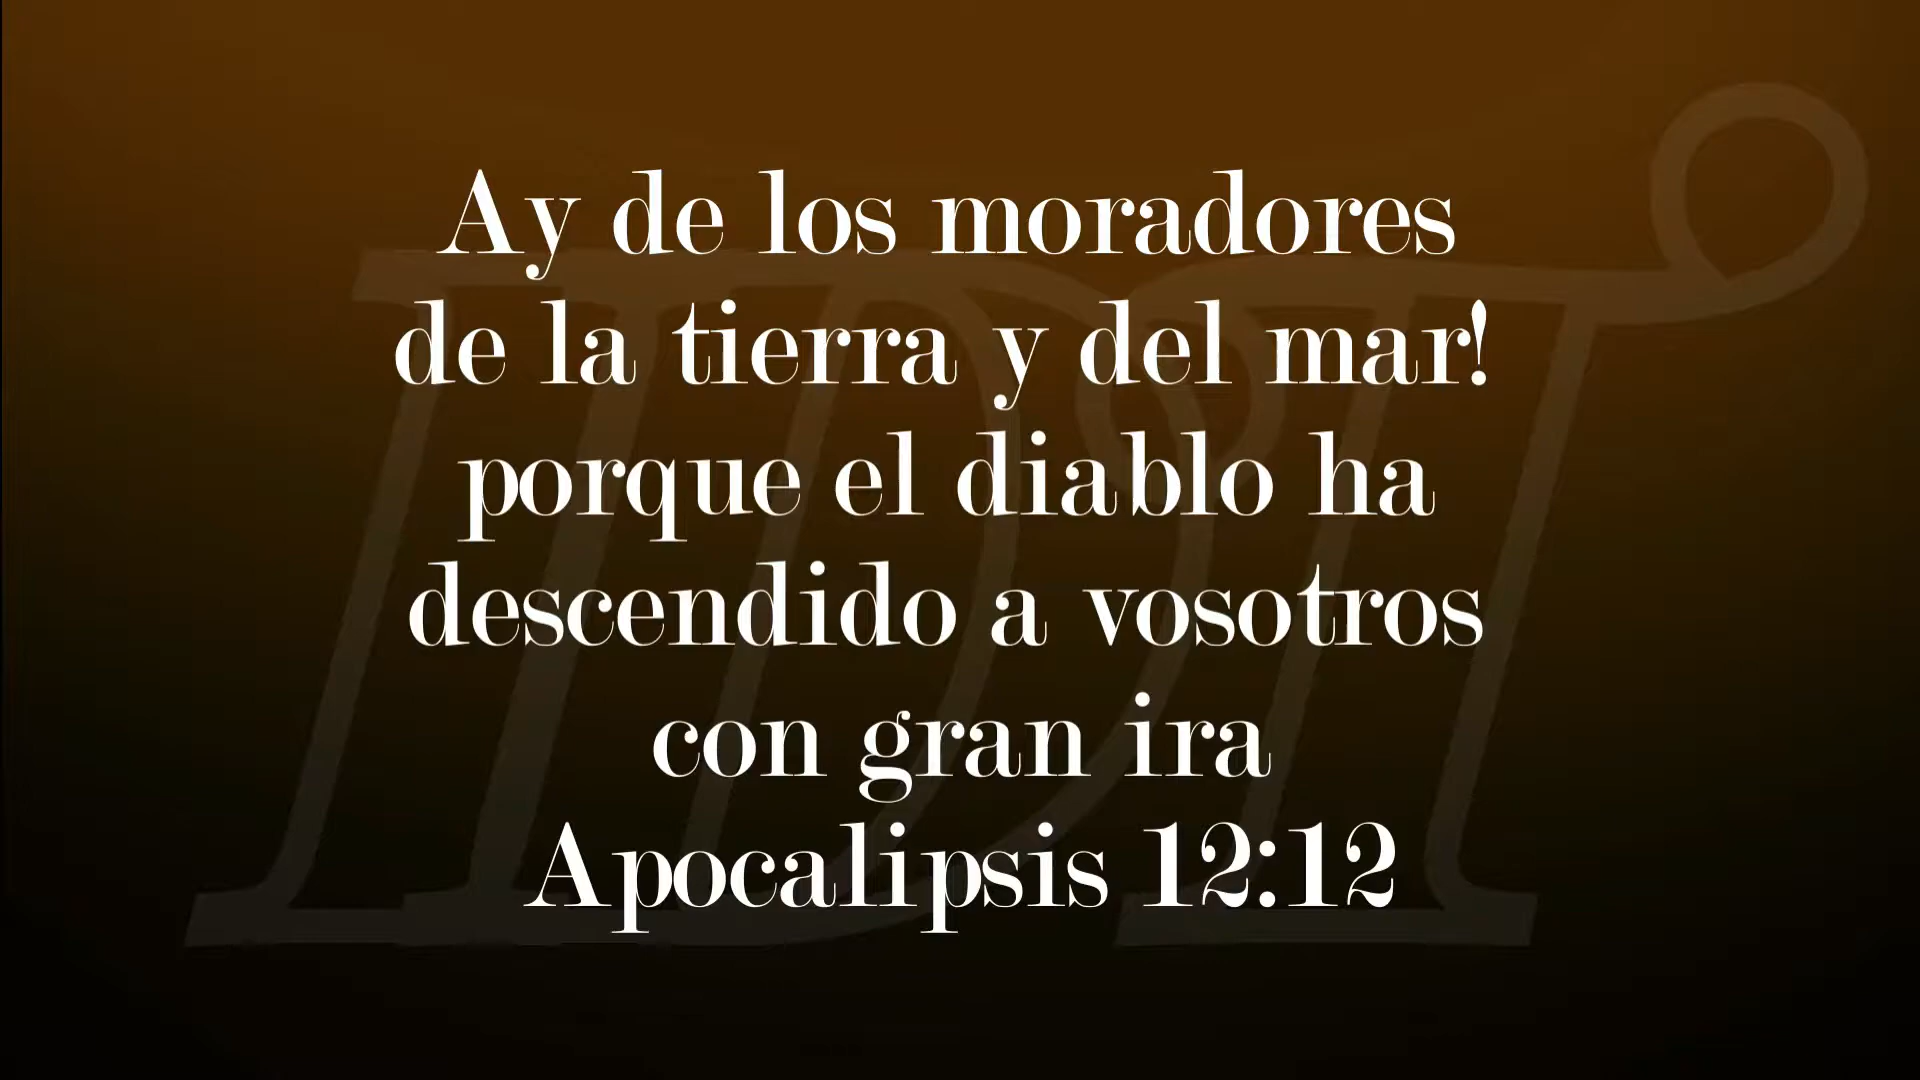 Ay de los moradores
de la tierra y del mar!
porque el diablo ha
descendido a vosotros
con gran ira
Apocalipsis 12:12